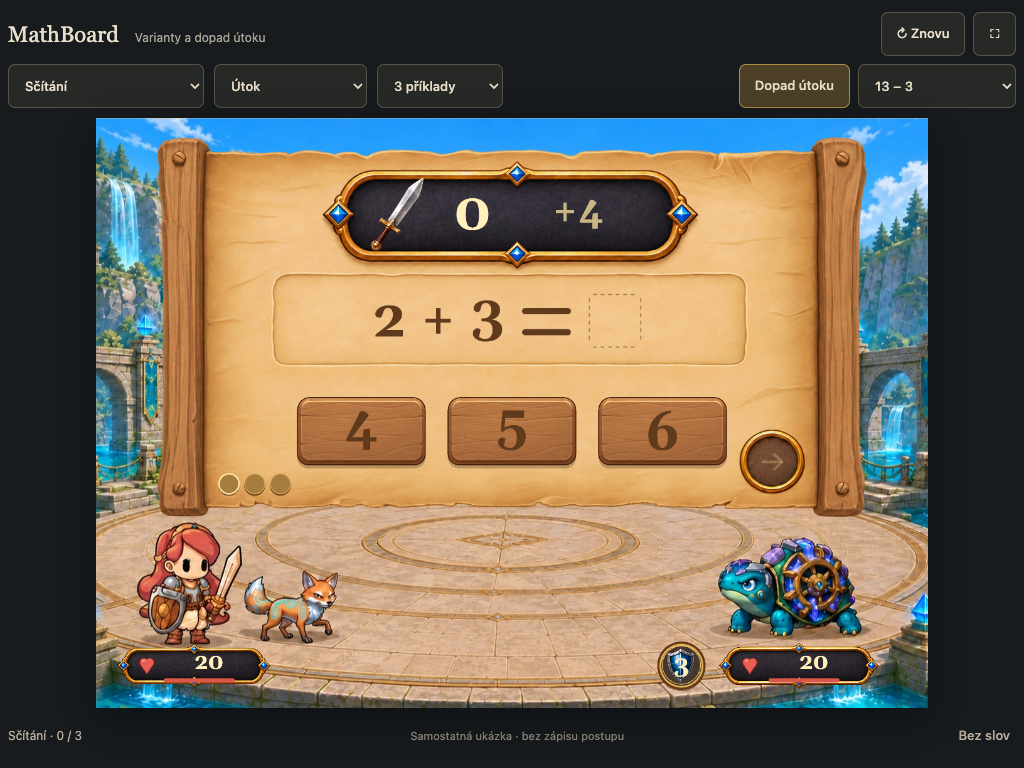 MathBoard Varianty a dopad útoku ↻ Znovu
Sčítání Útok 3 příklady Dopad útoku 13 – 3
0 +4
2 + 3 =
4 5 6
→
20 3 20
Sčítání · 0 / 3 Samostatná ukázka · bez zápisu postupu Bez slov